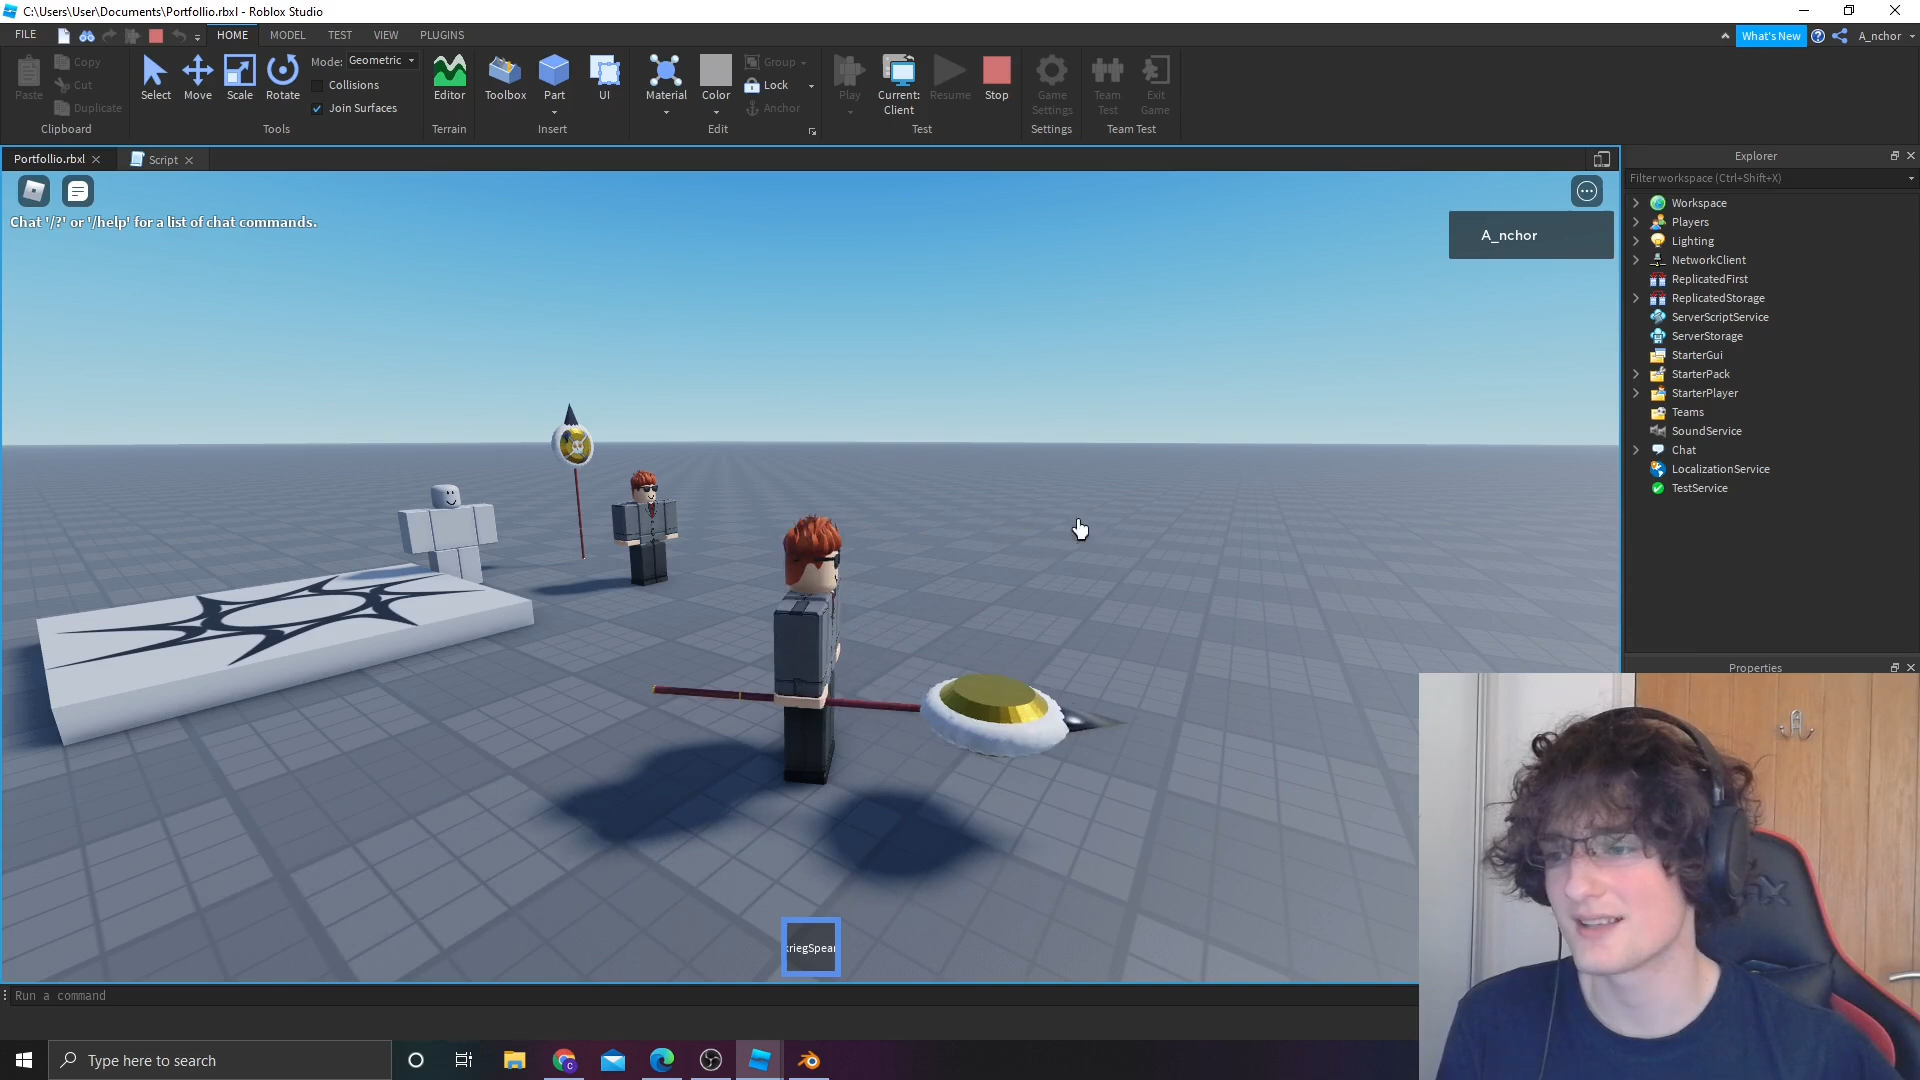 C:\Users\User\Documents\Portfollio.rbxl - Roblox Studio
FILE
HOME
MODEL
TEST
VIEW
PLUGINS
What's New
A_nchor
Paste
Copy
Cut
Duplicate
Clipboard
Select
Move
Scale
Rotate
Mode: Geometric
Collisions
Join Surfaces
Tools
Editor
Terrain
Toolbox
Part
UI
Insert
Material
Color
Group
Lock
Anchor
Edit
Play
Current:
Client
Resume
Stop
Test
Game
Settings
Settings
Team
Test
Exit
Game
Team Test
Portfollio.rbxl
Script
Chat '/?' or '/help' for a list of chat commands.
A_nchor
kriegSpear
Run a command
Explorer
Filter workspace (Ctrl+Shift+X)
Workspace
Players
Lighting
NetworkClient
ReplicatedFirst
ReplicatedStorage
ServerScriptService
ServerStorage
StarterGui
StarterPack
StarterPlayer
Teams
SoundService
Chat
LocalizationService
TestService
Properties
Type here to search